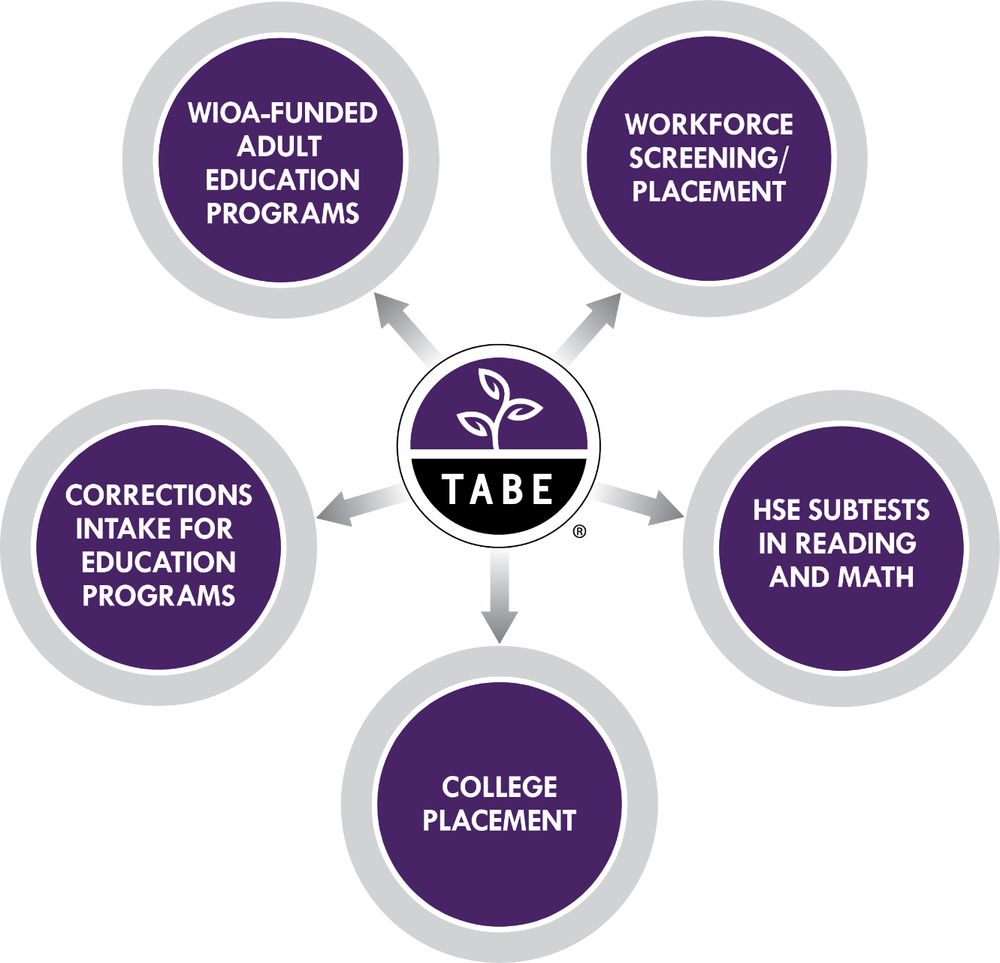 WIOA-FUNDED
ADULT
EDUCATION
PROGRAMS
WORKFORCE
SCREENING/
PLACEMENT
TABE
®
CORRECTIONS
INTAKE FOR
EDUCATION
PROGRAMS
HSE SUBTESTS
IN READING
AND MATH
COLLEGE
PLACEMENT